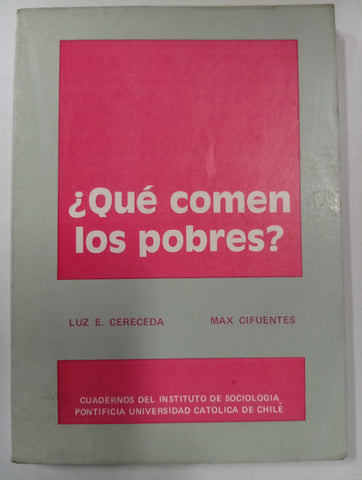 ¿Qué comen
los pobres?
LUZ E. CERECEDA MAX CIFUENTES
CUADERNOS DEL INSTITUTO DE SOCIOLOGIA
PONTIFICIA UNIVERSIDAD CATOLICA DE CHILE